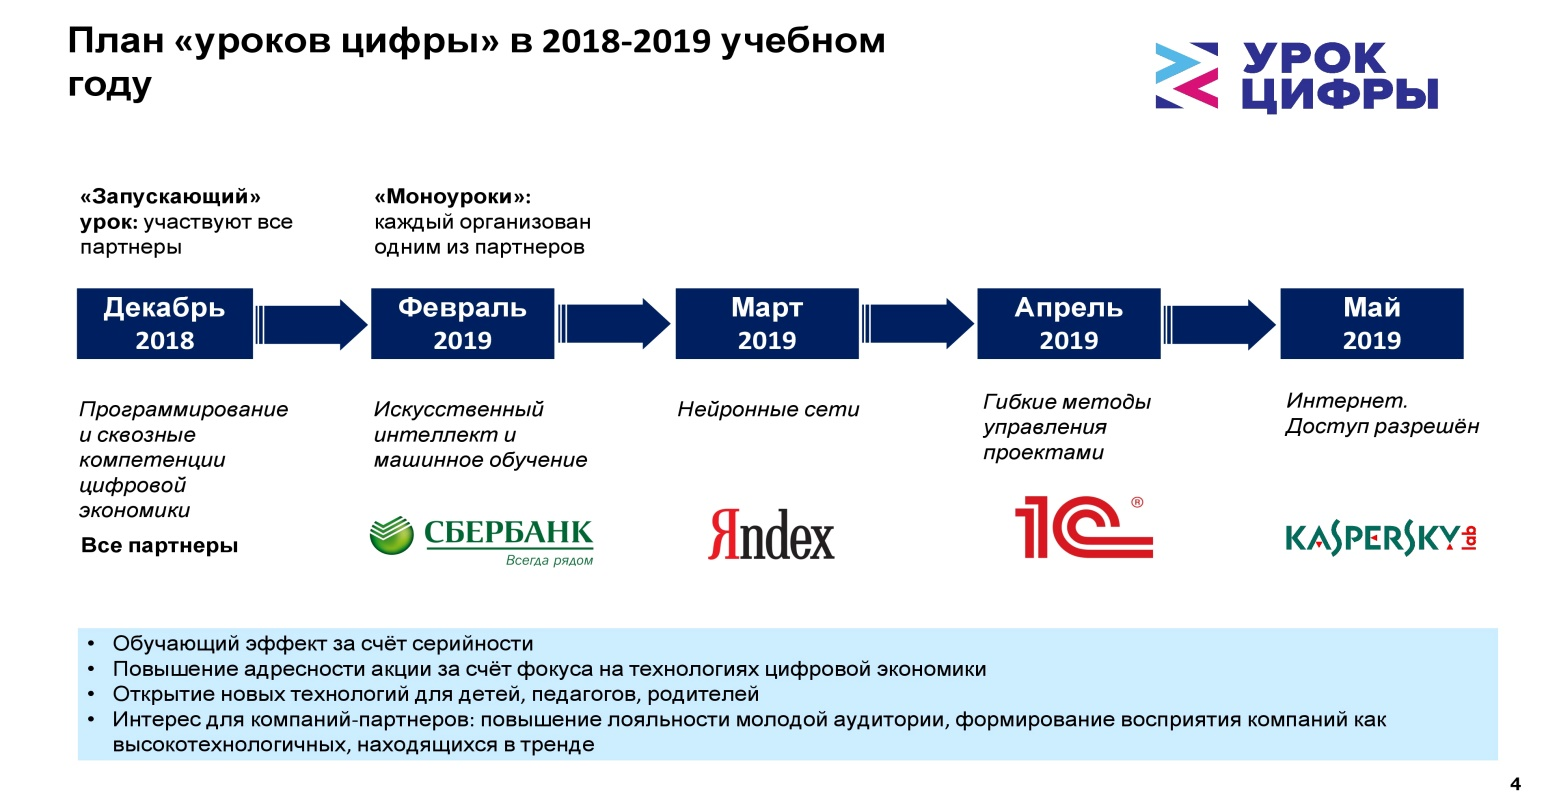 План «уроков цифры» в 2018-2019 учебном
году
УРОК
ЦИФРЫ
«Запускающий»
урок: участвуют все
партнеры
«Моноуроки»:
каждый организован
одним из партнеров
Декабрь
2018
Февраль
2019
Март
2019
Апрель
2019
Май
2019
Программирование
и сквозные
компетенции
цифровой
экономики
Все партнеры
Искусственный
интеллект и
машинное обучение
СБЕРБАНК
Всегда рядом
Нейронные сети
Яndex
Гибкие методы
управления
проектами
1С®
Интернет.
Доступ разрешён
KASPERSKY lab
• Обучающий эффект за счёт серийности
• Повышение адресности акции за счёт фокуса на технологиях цифровой экономики
• Открытие новых технологий для детей, педагогов, родителей
• Интерес для компаний-партнеров: повышение лояльности молодой аудитории, формирование восприятия компаний как
высокотехнологичных, находящихся в тренде
4